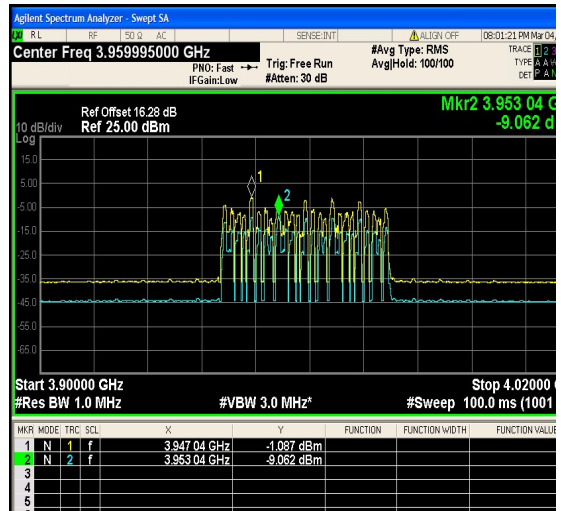 Agilent Spectrum Analyzer - Swept SA
LXI RL RF 50 Ω AC SENSE:INT ALIGN OFF 08:01:21 PM Mar 04,
Center Freq 3.959995000 GHz #Avg Type: RMS TRACE 1 2 3
PNO: Fast Trig: Free Run Avg|Hold: 100/100 TYPE A A W
IFGain:Low #Atten: 30 dB DET P A N
Mkr2 3.953 04 G
Ref Offset 16.28 dB
10 dB/div Ref 25.00 dBm -9.062 d
Log
15.0
5.00
-5.00
-15.0
-25.0
-35.0
-45.0
-55.0
-65.0
1
2
Start 3.90000 GHz Stop 4.02000
#Res BW 1.0 MHz #VBW 3.0 MHz* #Sweep 100.0 ms (1001
MKR MODE TRC SCL X Y FUNCTION FUNCTION WIDTH FUNCTION VALUE
1 N 1 f 3.947 04 GHz -1.087 dBm
2 N 2 f 3.953 04 GHz -9.062 dBm
3
4
5